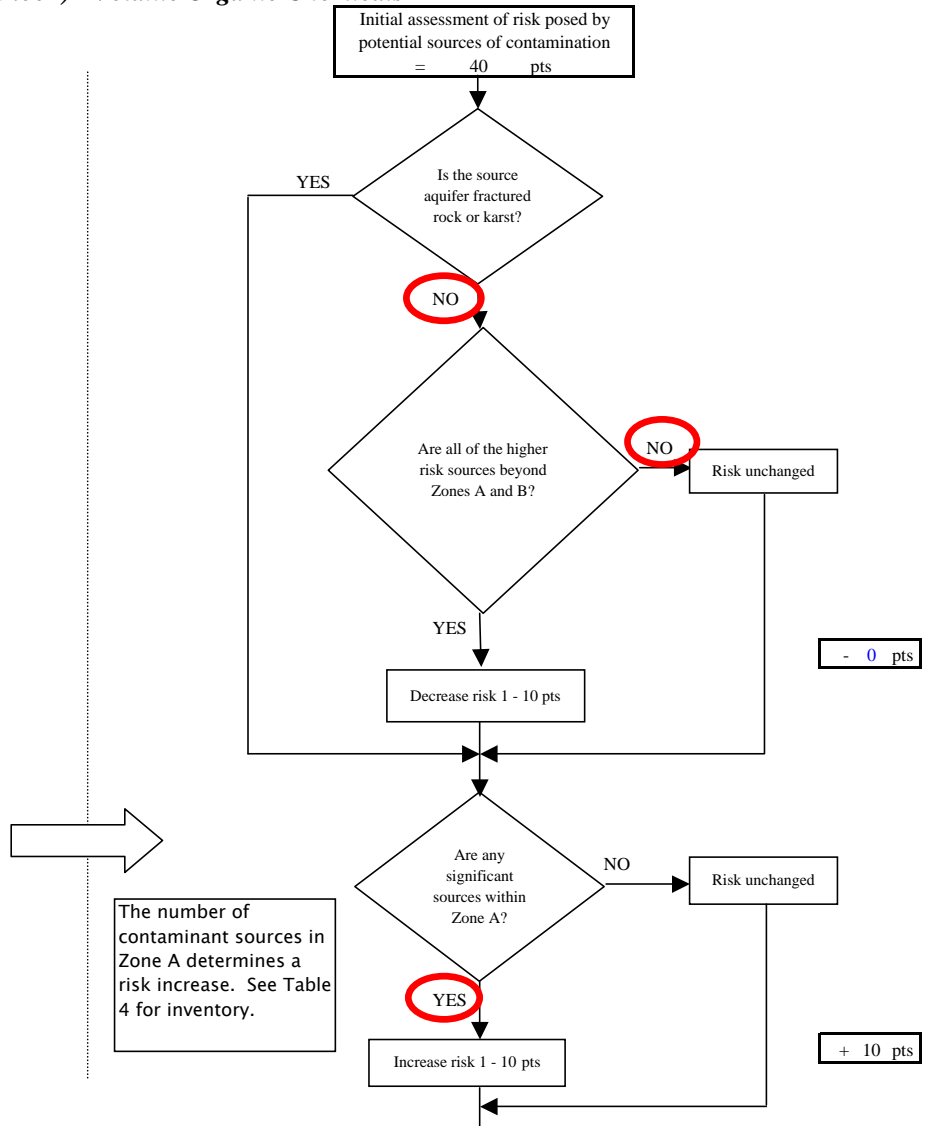 Initial assessment of risk posed by
potential sources of contamination
= 40 pts
YES
Is the source
aquifer fractured
rock or karst?
NO
Are all of the higher
risk sources beyond
Zones A and B?
NO
Risk unchanged
YES
- 0 pts
Decrease risk 1 - 10 pts
Are any
significant
sources within
Zone A?
NO
Risk unchanged
The number of
contaminant sources in
Zone A determines a
risk increase. See Table
4 for inventory.
YES
+ 10 pts
Increase risk 1 - 10 pts